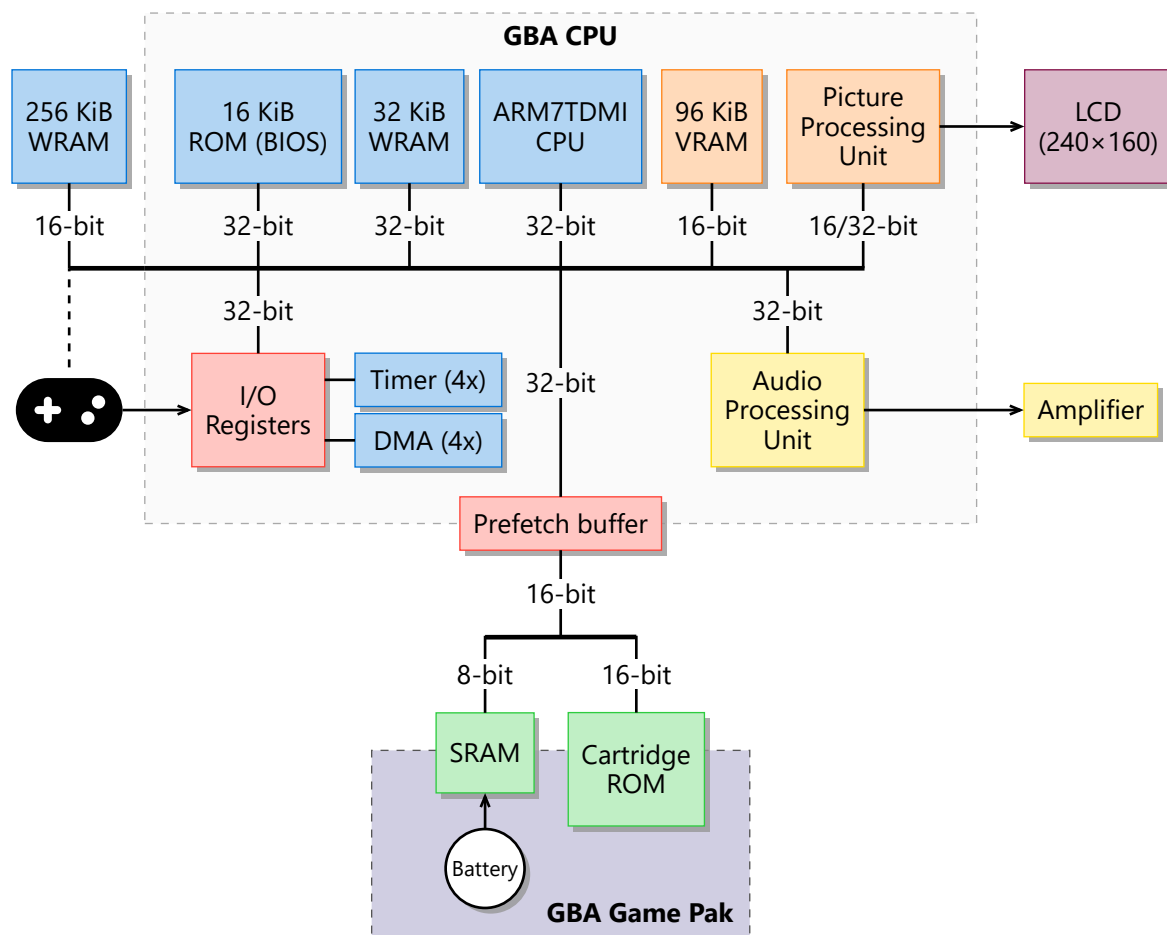 GBA CPU
256 KiB
WRAM
16 KiB
ROM (BIOS)
32 KiB
WRAM
ARM7TDMI
CPU
96 KiB
VRAM
Picture
Processing
Unit
LCD
(240×160)
16-bit
32-bit
32-bit
32-bit
16-bit
16/32-bit
32-bit
32-bit
I/O
Registers
Timer (4x)
DMA (4x)
32-bit
Audio
Processing
Unit
Amplifier
Prefetch buffer
16-bit
8-bit
16-bit
SRAM
Cartridge
ROM
Battery
GBA Game Pak